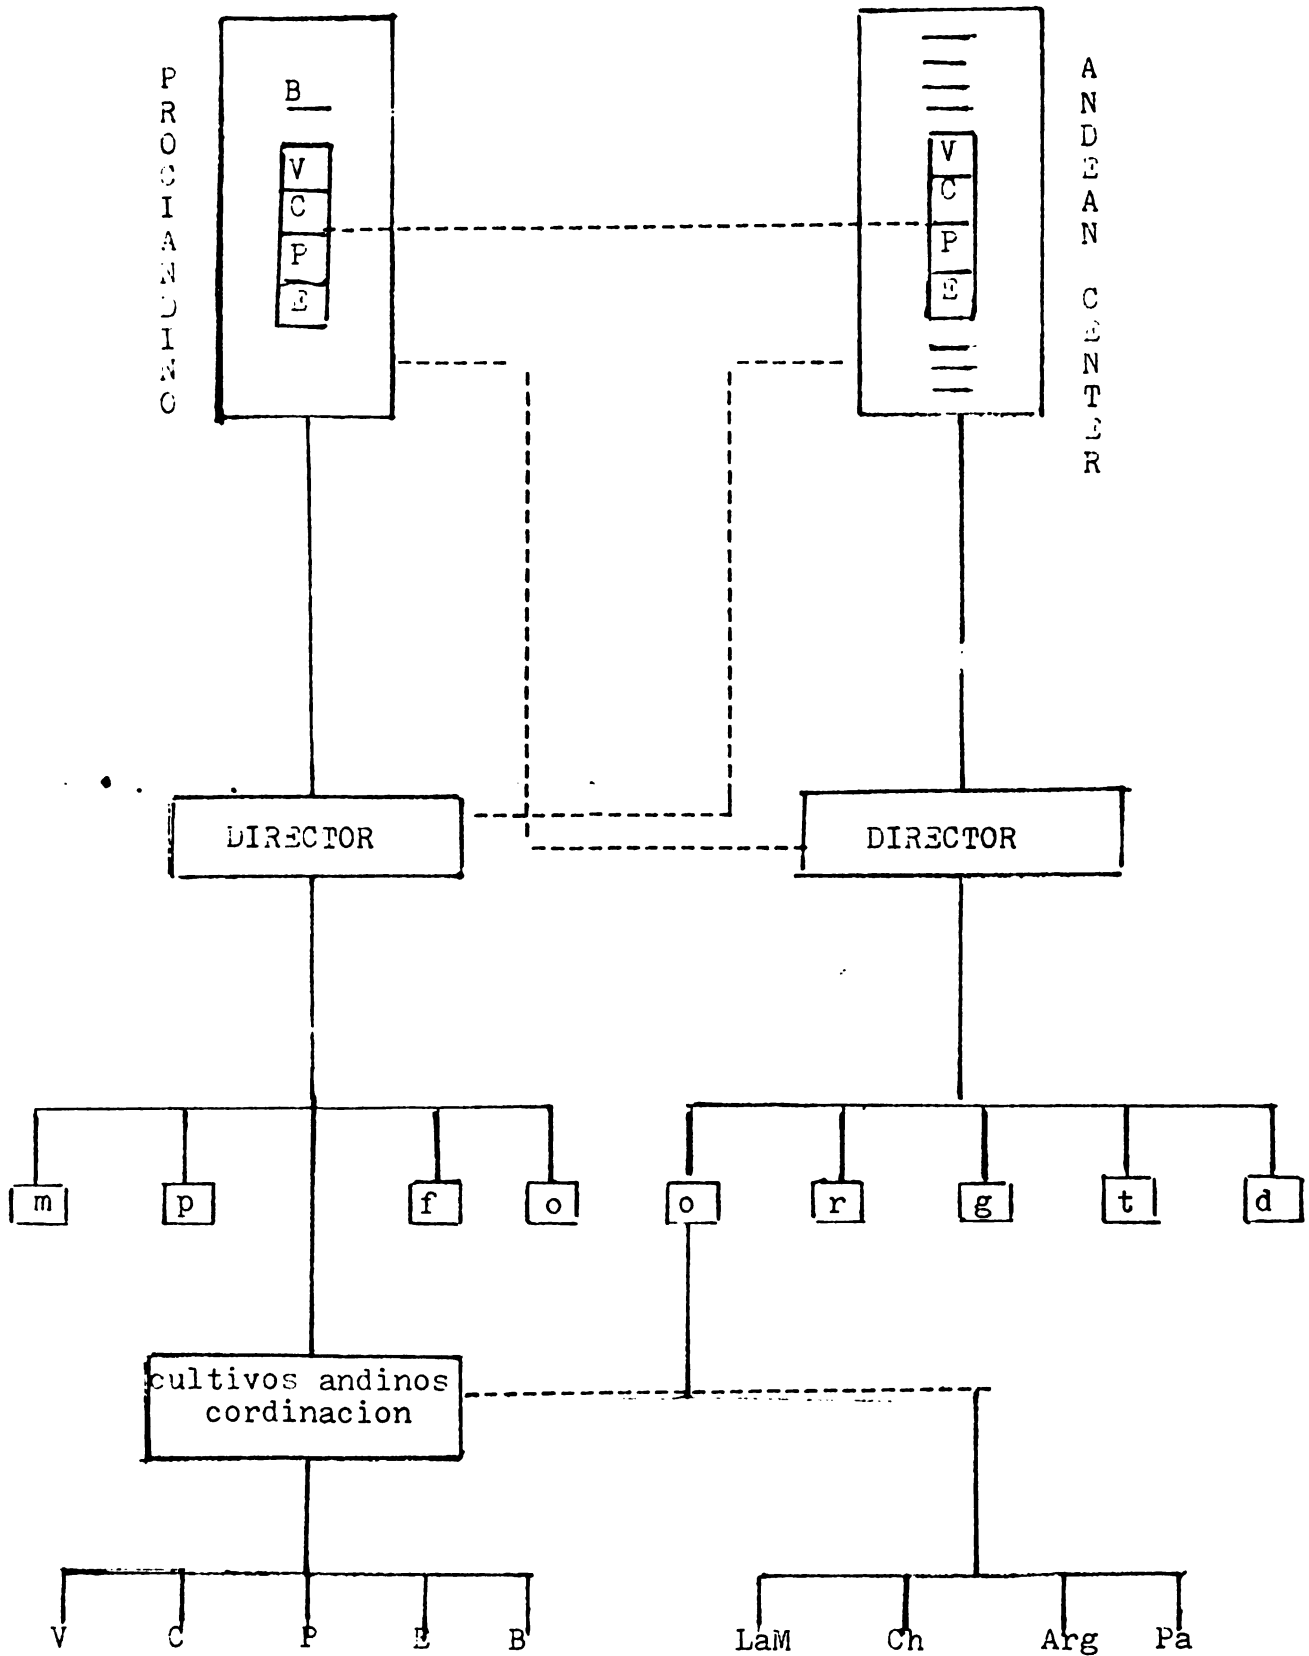 PROCIANDINO
B
V
C
P
E
V
C
P
E
ANDEAN CENTER
DIRECTOR
DIRECTOR
m
p
f
o
o
r
g
t
d
cultivos andinos
cordinacion
V
C
P
E
B
LaM
Ch
Arg
Pa